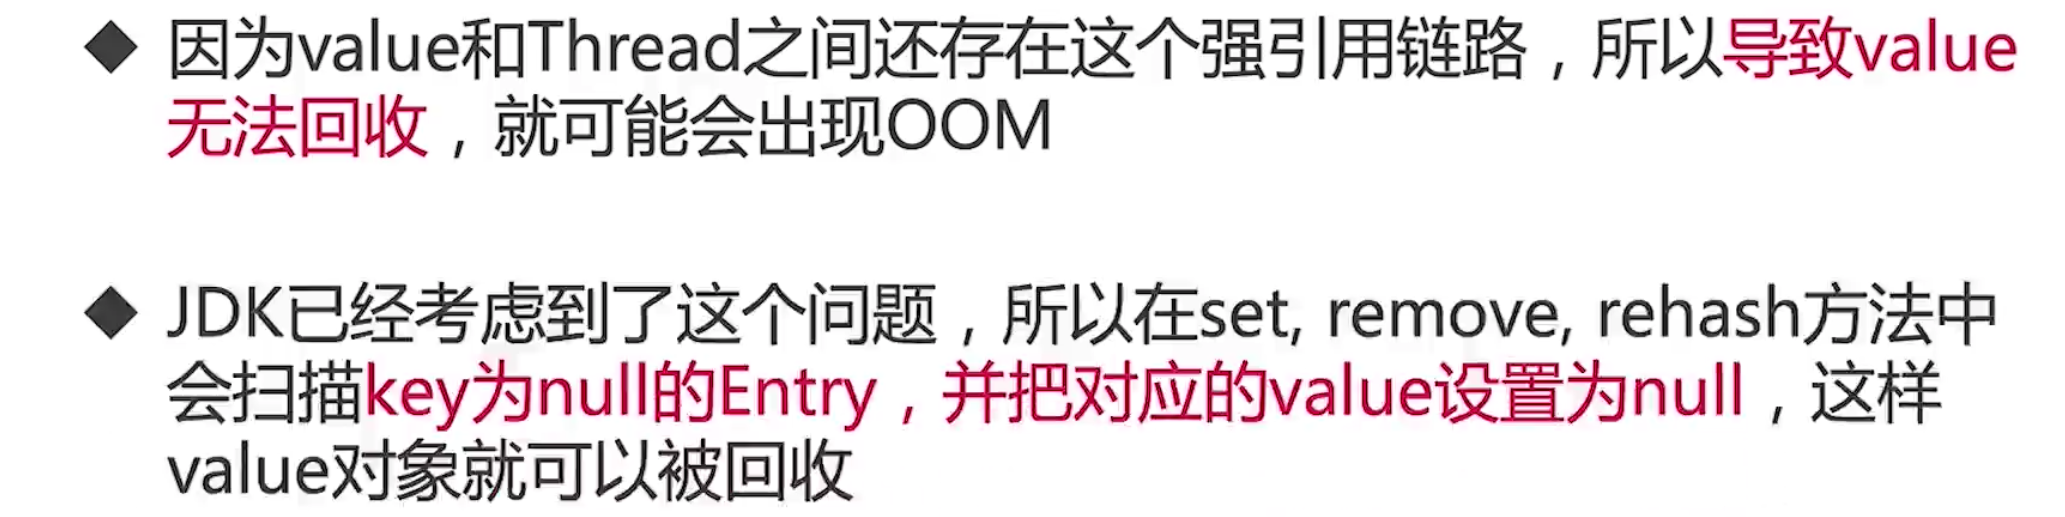 ◆ 因为value和Thread之间还存在这个强引用链路，所以导致value
无法回收，就可能会出现OOM
◆ JDK已经考虑到了这个问题，所以在set, remove, rehash方法中
会扫描key为null的Entry，并把对应的value设置为null，这样
value对象就可以被回收